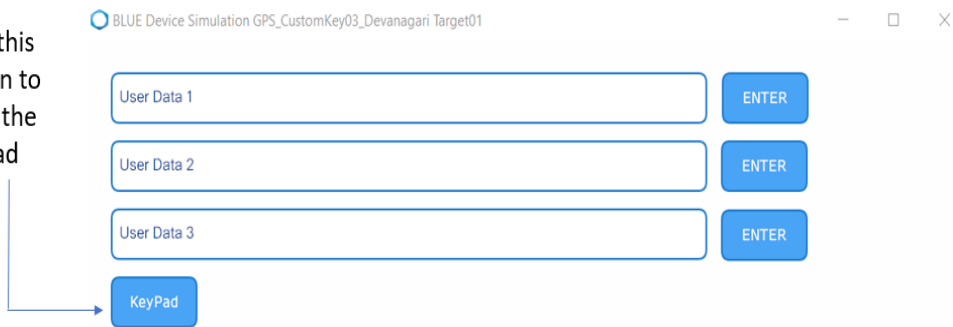 BLUE Device Simulation GPS_CustomKey03_Devanagari Target01
this
to
the
User Data 1
ENTER
User Data 2
ENTER
User Data 3
ENTER
KeyPad